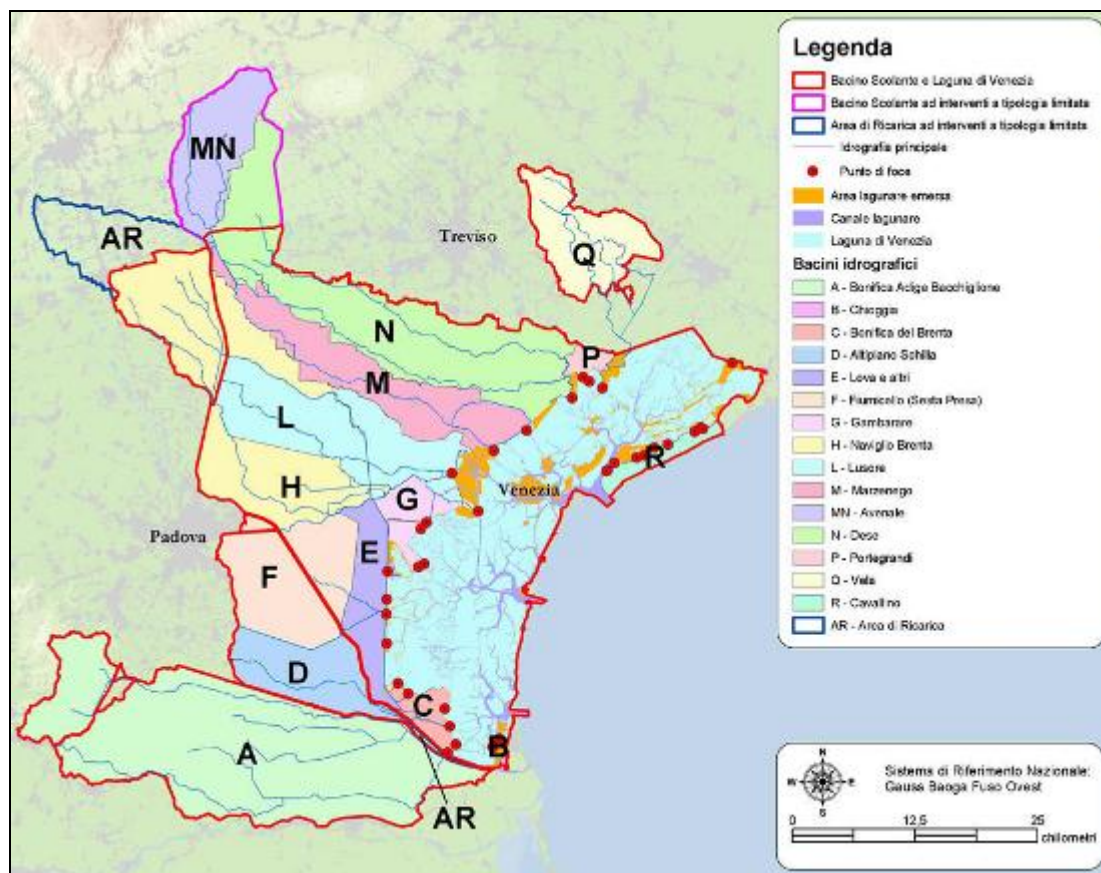 Legenda
Bacino Scolante e Laguna di Venezia
Bacino Scolante ad interventi a tipologia limitata
Area di Ricarica ad interventi a tipologia limitata
Idrografia principale
Punto di foce
Area lagunare emersa
Canale lagunare
Laguna di Venezia
Bacini idrografici
A - Bonifica Adige Bacchiglione
B - Chioggia
C - Bonifica del Brenta
D - Altipiano Schilla
E - Lova e altri
F - Fiumicello (Sesta Presa)
G - Gambarare
H - Naviglio Brenta
L - Lusore
M - Marzenego
MN - Avenale
N - Dese
P - Portegrandi
Q - Vela
R - Cavallino
AR - Area di Ricarica
MN
AR
Treviso
Q
N
P
M
L
R
H
G
Venezia
Padova
E
F
D
C
B
A
AR
N
W E
S
Sistema di Riferimento Nazionale:
Gauss Boaga Fuso Ovest
0 12,5 25
chilometri